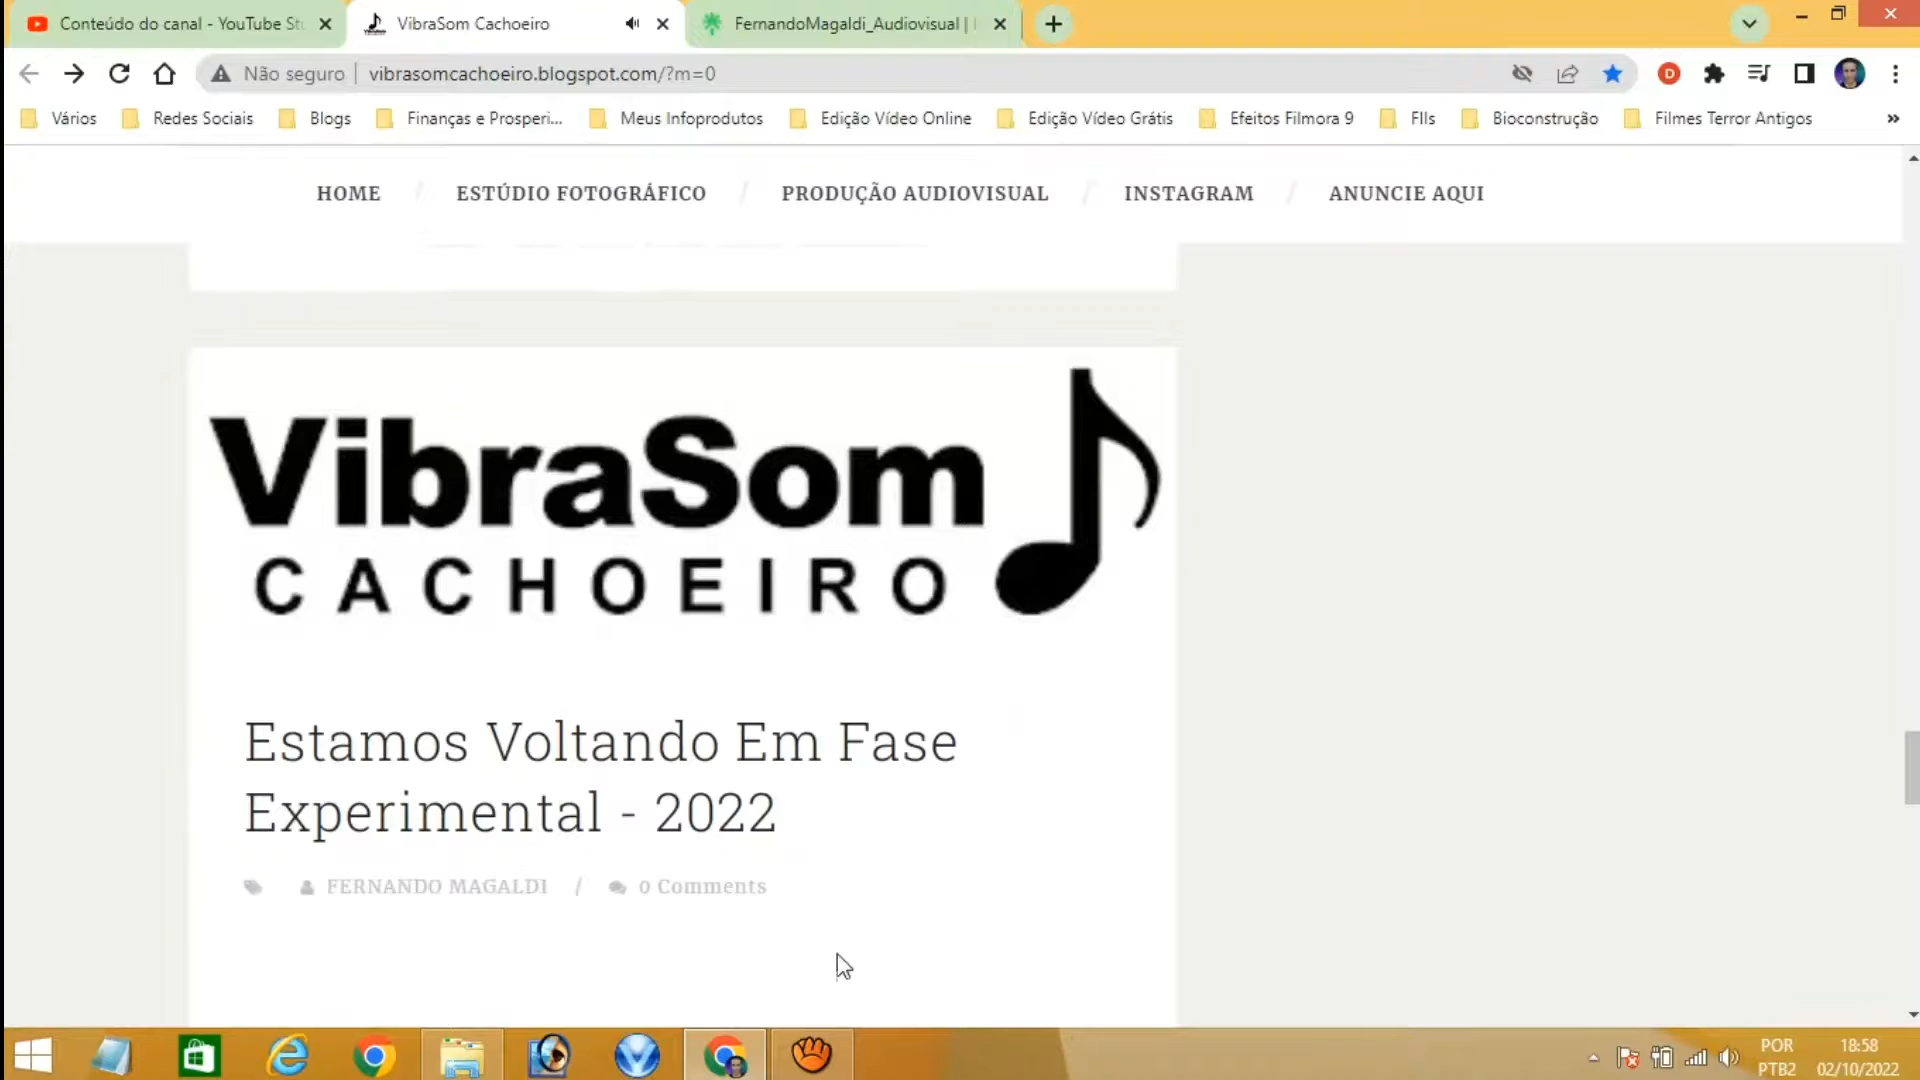 Conteúdo do canal - YouTube St
VibraSom Cachoeiro
FernandoMagaldi_Audiovisual |
Não seguro
vibrasomcachoeiro.blogspot.com/?m=0
Vários
Redes Sociais
Blogs
Finanças e Prosperi...
Meus Infoprodutos
Edição Vídeo Online
Edição Vídeo Grátis
Efeitos Filmora 9
FIIs
Bioconstrução
Filmes Terror Antigos
»
HOME / ESTÚDIO FOTOGRÁFICO / PRODUÇÃO AUDIOVISUAL / INSTAGRAM / ANUNCIE AQUI
VibraSom
CACHOEIRO
Estamos Voltando Em Fase
Experimental - 2022
FERNANDO MAGALDI / 0 Comments
POR
PTB2
18:58
02/10/2022